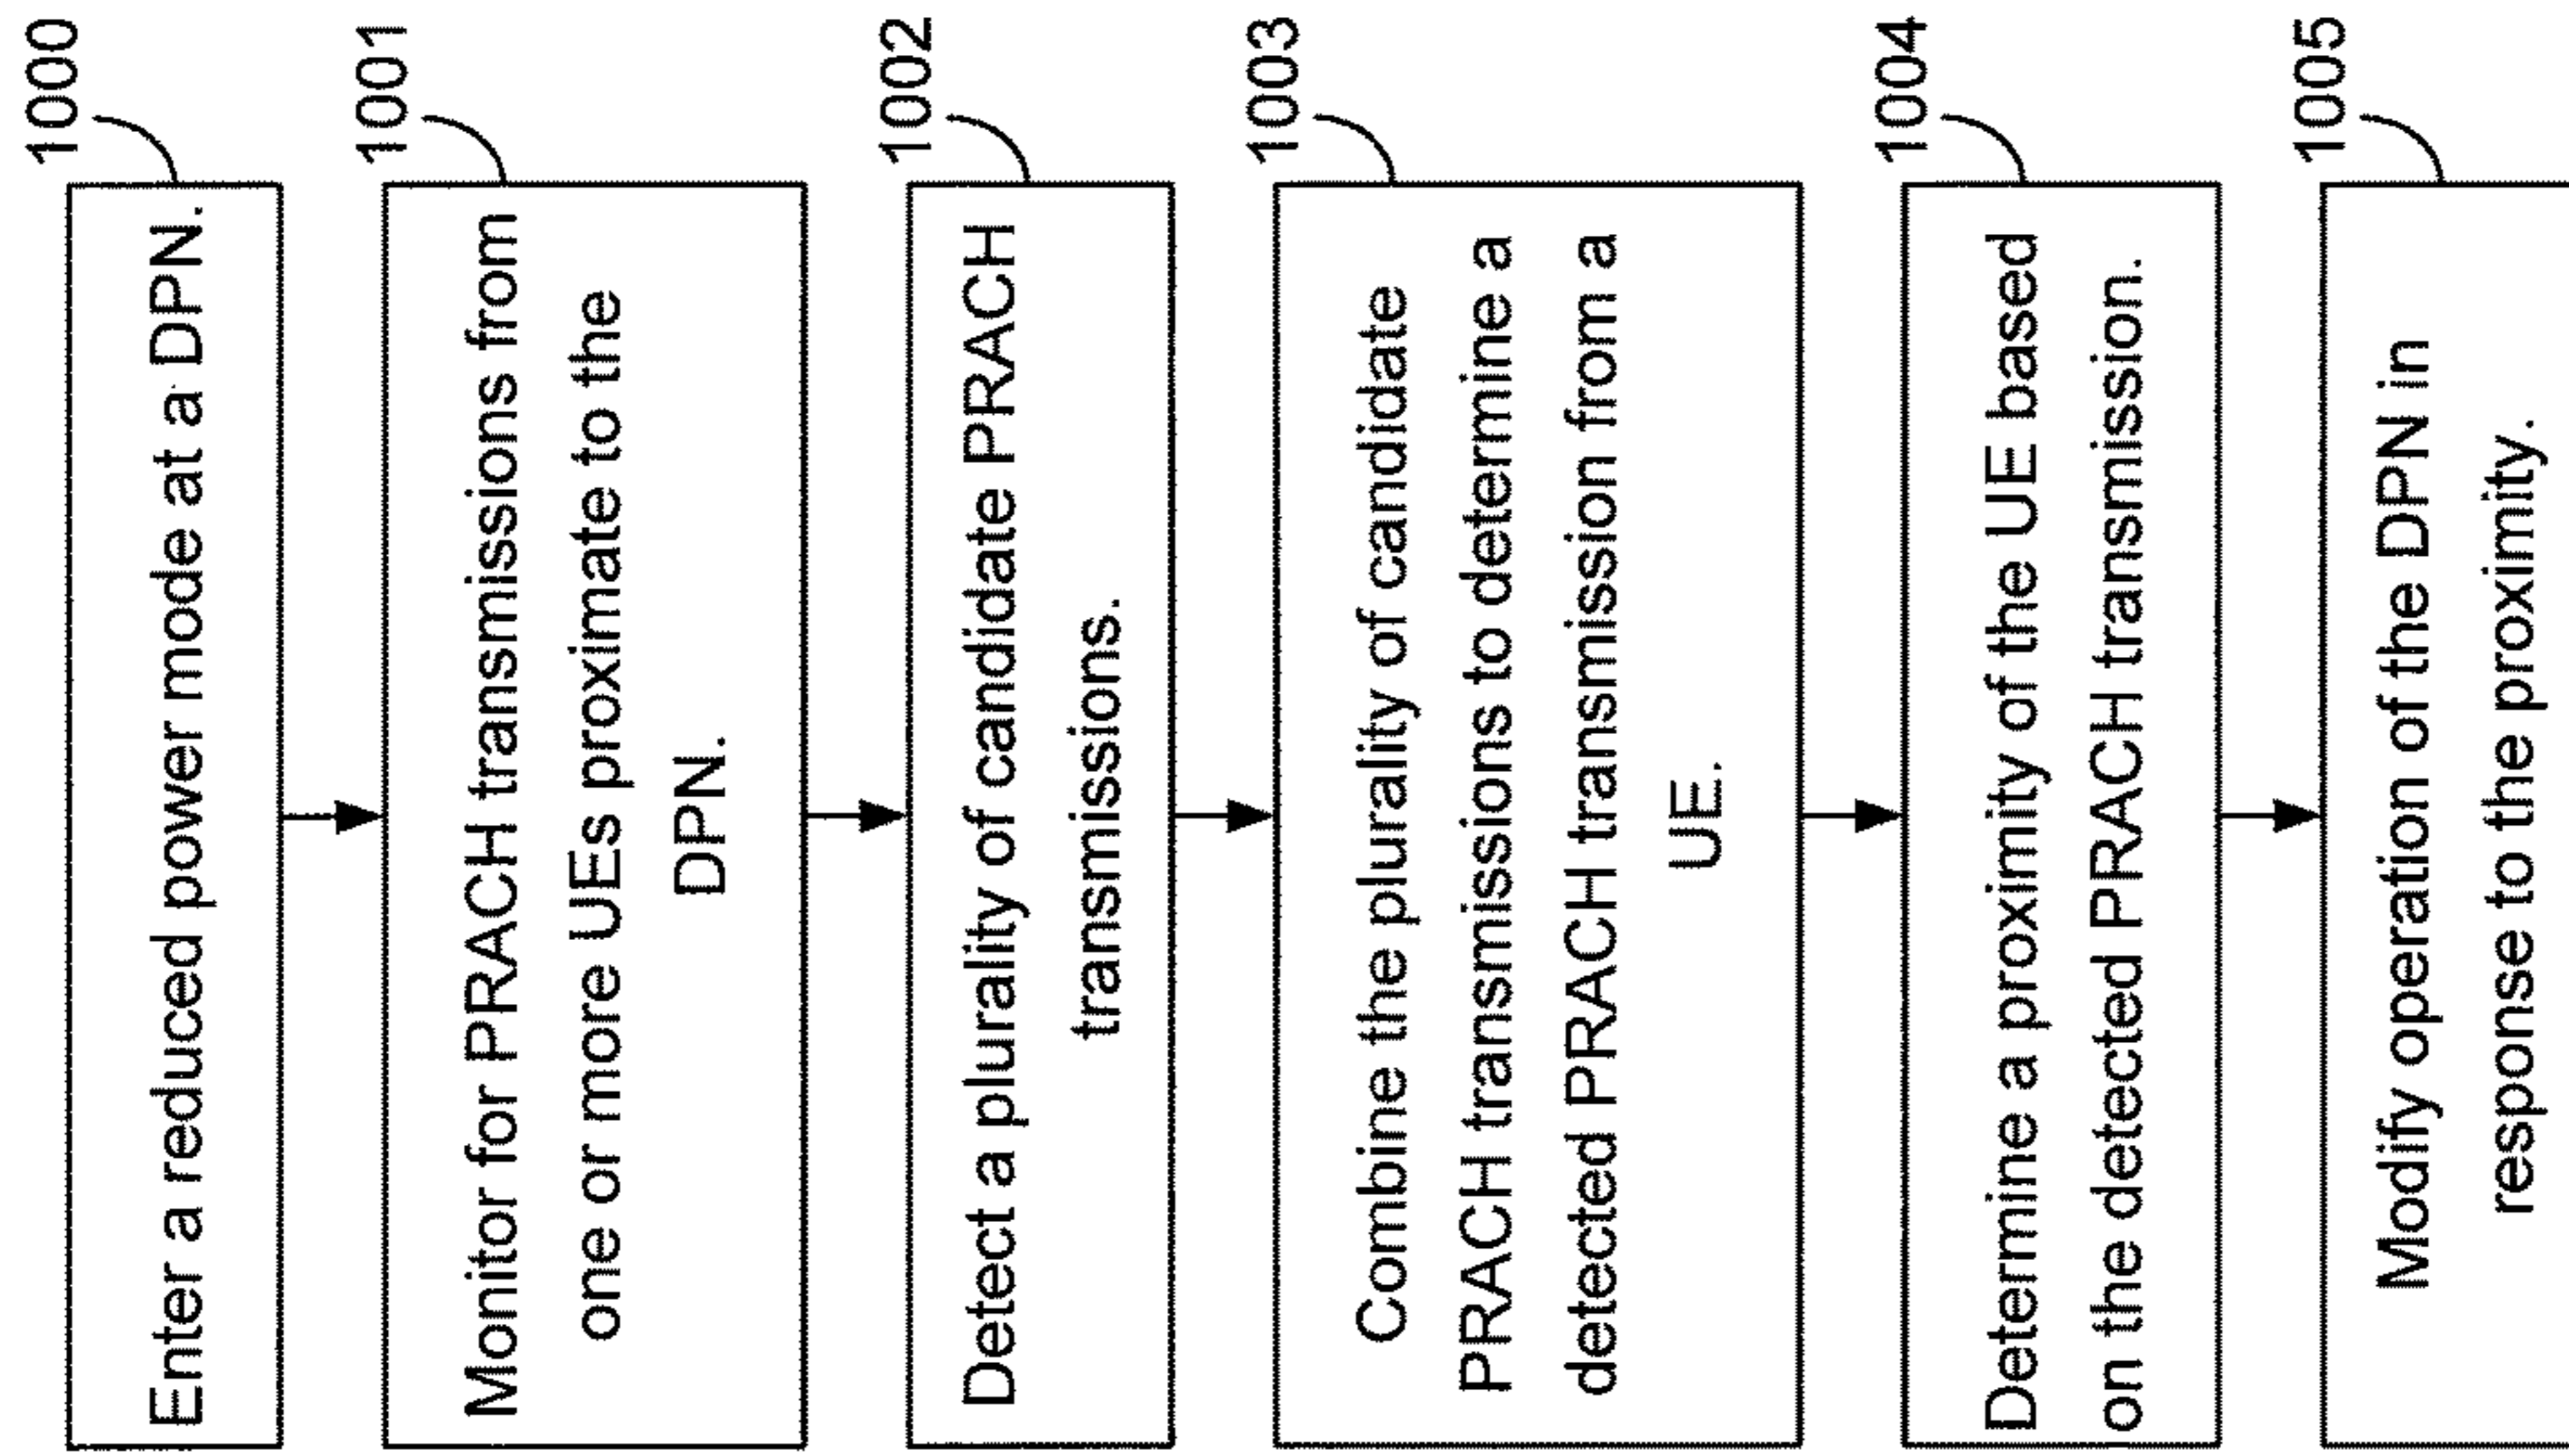 1000
Enter a reduced power mode at a DPN.
1001
Monitor for PRACH transmissions from
one or more UEs proximate to the
DPN.
1002
Detect a plurality of candidate PRACH
transmissions.
1003
Combine the plurality of candidate
PRACH transmissions to determine a
detected PRACH transmission from a
UE.
1004
Determine a proximity of the UE based
on the detected PRACH transmission.
1005
Modify operation of the DPN in
response to the proximity.